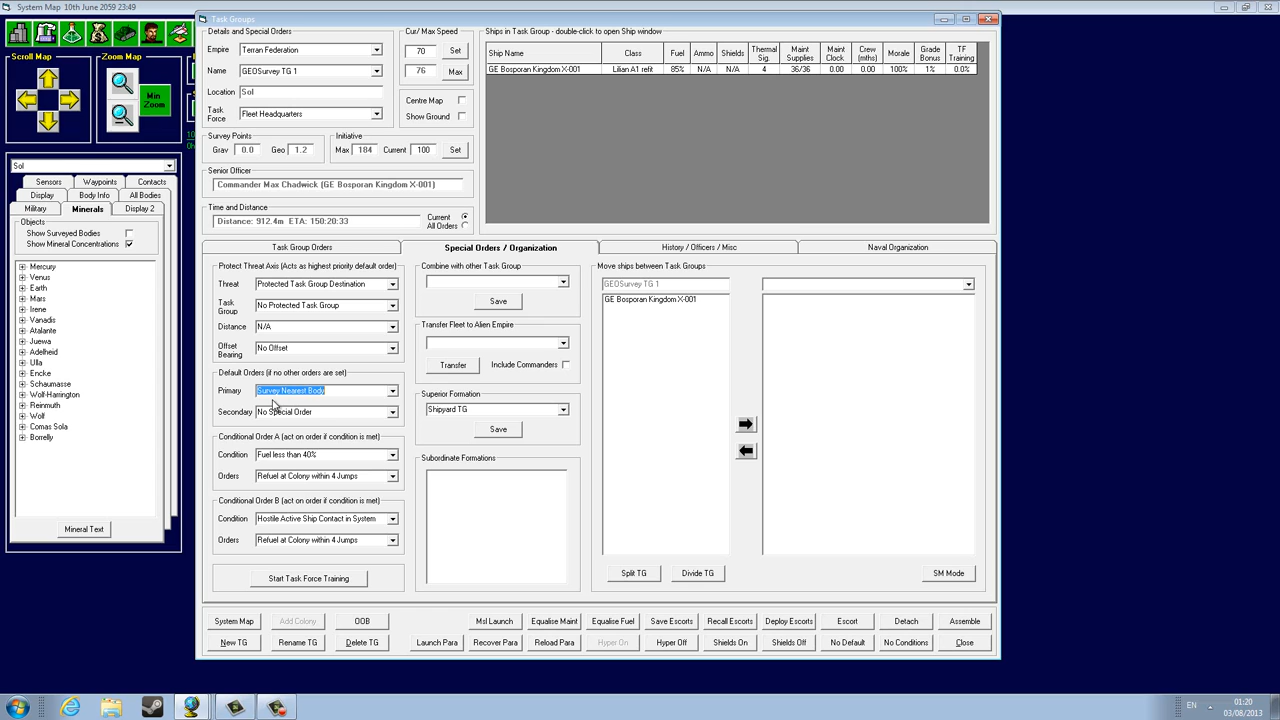 System Map 10th June 2059 23:49
Scroll Map
Zoom Map
Min
Zoom
Sol
Sensors Waypoints Contacts
Display Body Info All Bodies
Military Minerals Display 2
Objects
Show Surveyed Bodies
Show Mineral Concentrations
Mercury
Venus
Earth
Mars
Irene
Vanadis
Atalante
Juewa
Adelheid
Ulla
Encke
Schaumasse
Wolf-Harrington
Reinmuth
Wolf
Comas Sola
Borrelly
Mineral Text
Task Groups
Details and Special Orders
Empire Terran Federation
Name GEOSurvey TG 1
Location Sol
Task
Force Fleet Headquarters
Cur/ Max Speed
70 Set
76 Max
Centre Map
Show Ground
Survey Points
Grav 0.0 Geo 1.2
Initiative
Max 184 Current 100 Set
Senior Officer
Commander Max Chadwick (GE Bosporan Kingdom X-001)
Time and Distance
Distance: 912.4m ETA: 150:20:33
Current
All Orders
Ships in Task Group - double-click to open Ship window
Ship Name Class Fuel Ammo Shields Thermal Sig. Maint Supplies Maint Clock Crew (mths) Morale Grade Bonus TF Training
GE Bosporan Kingdom X-001 Lilian A1 refit 85% N/A N/A 4 36/36 0.00 0.00 100% 1% 0.0%
Task Group Orders Special Orders / Organization History / Officers / Misc Naval Organization
Protect Threat Axis (Acts as highest priority default order)
Threat Protected Task Group Destination
Task
Group No Protected Task Group
Distance N/A
Offset
Bearing No Offset
Default Orders (if no other orders are set)
Primary Survey Nearest Body
Secondary No Special Order
Conditional Order A (act on order if condition is met)
Condition Fuel less than 40%
Orders Refuel at Colony within 4 Jumps
Conditional Order B (act on order if condition is met)
Condition Hostile Active Ship Contact in System
Orders Refuel at Colony within 4 Jumps
Start Task Force Training
Combine with other Task Group
Save
Transfer Fleet to Alien Empire
Transfer Include Commanders
Superior Formation
Shipyard TG
Save
Subordinate Formations
Move ships between Task Groups
GEOSurvey TG 1
GE Bosporan Kingdom X-001
Split TG Divide TG SM Mode
System Map Add Colony OOB Msl Launch Equalise Maint Equalise Fuel Save Escorts Recall Escorts Deploy Escorts Escort Detach Assemble
New TG Rename TG Delete TG Launch Para Recover Para Reload Para Hyper On Hyper Off Shields On Shields Off No Default No Conditions Close
EN
01:20
03/08/2013